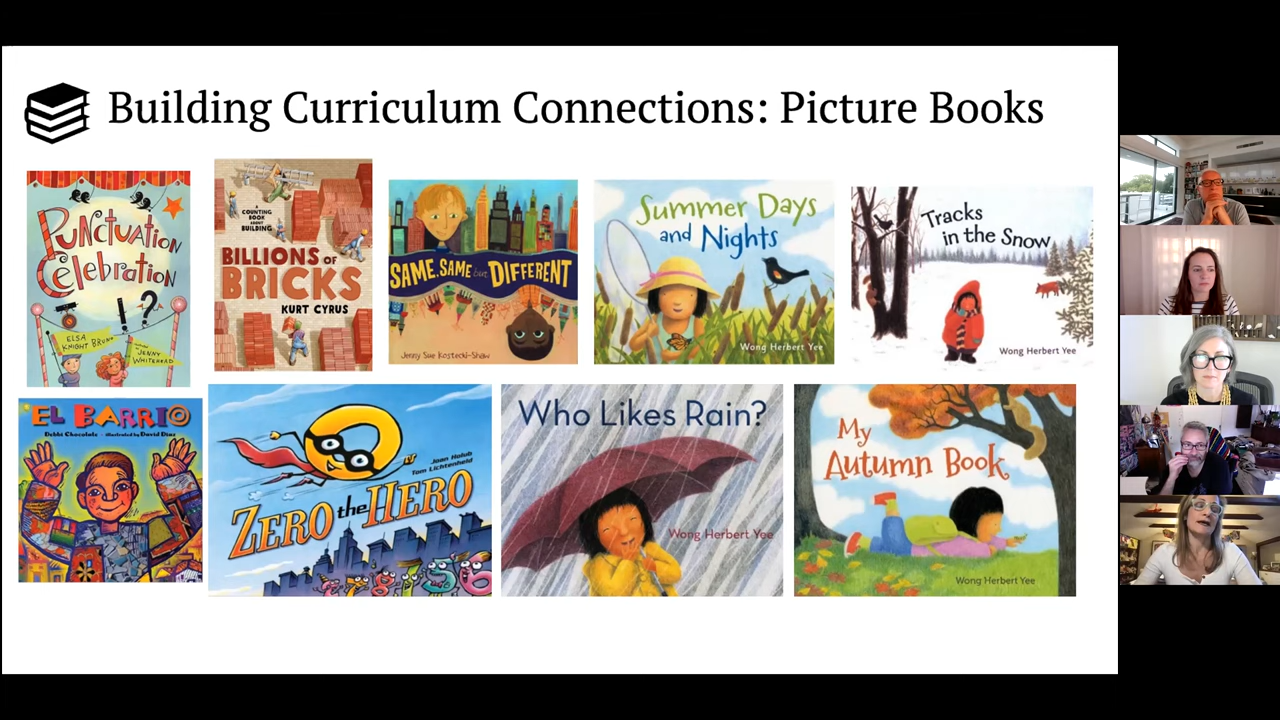 Building Curriculum Connections: Picture Books
PUNCTUATION
CELEBRATION
ELSA
KNIGHT BRUNO
JENNY
WHITEHEAD
A
COUNTING
BOOK
ABOUT
BUILDING
BILLIONS OF
BRICKS
KURT CYRUS
SAME, SAME but DIFFERENT
Jenny Sue Kostecki-Shaw
Summer Days
and Nights
Wong Herbert Yee
Tracks
in the Snow
Wong Herbert Yee
EL BARRIO
Debbi Chocolate · illustrated by David Diaz
Joan Holub
Tom Lichtenheld
ZERO the HERO
Who Likes Rain?
Wong Herbert Yee
My
Autumn Book
Wong Herbert Yee